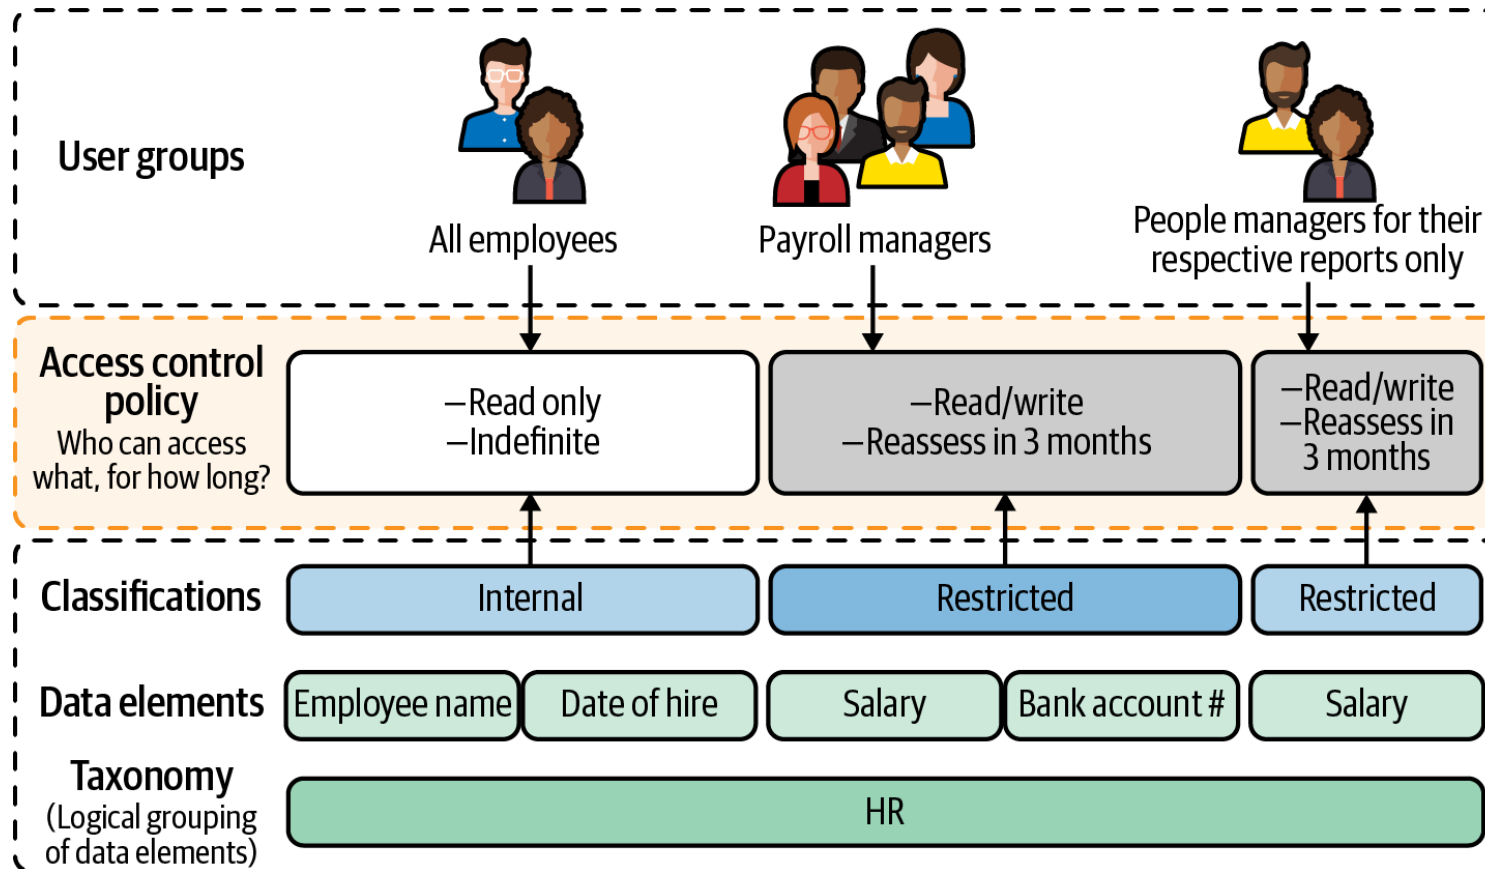 User groups
All employees
Payroll managers
People managers for their
respective reports only
Access control
policy
Who can access
what, for how long?
–Read only
–Indefinite
–Read/write
–Reassess in 3 months
–Read/write
–Reassess in
3 months
Classifications
Internal
Restricted
Restricted
Data elements
Employee name
Date of hire
Salary
Bank account #
Salary
Taxonomy
(Logical grouping
of data elements)
HR